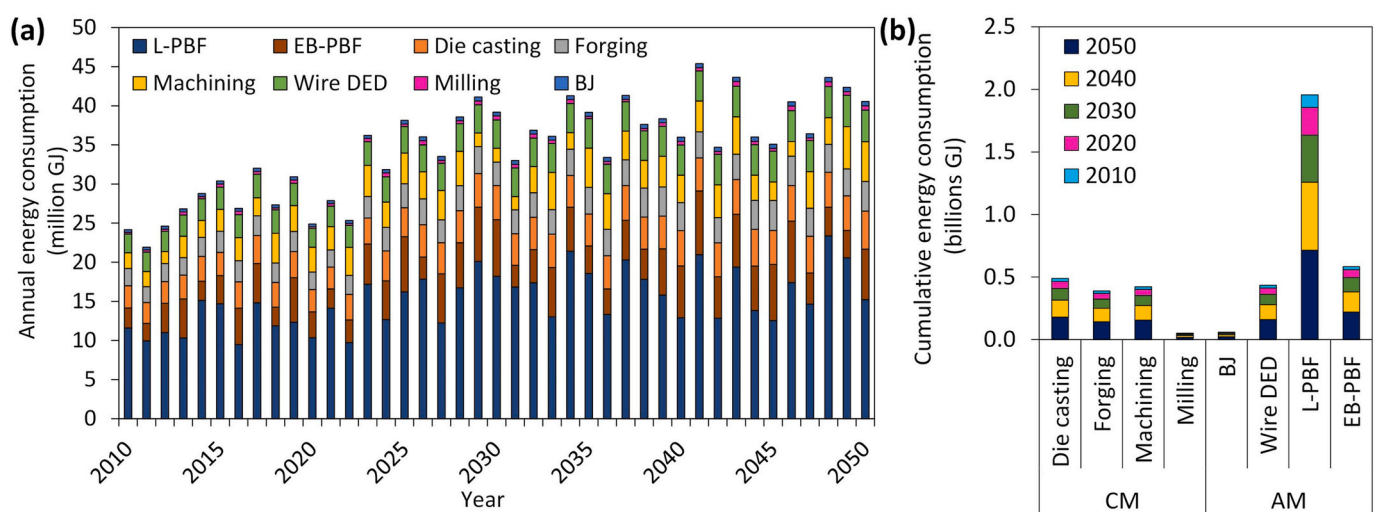 (a)
Annual energy consumption
(million GJ)
50
45
40
35
30
25
20
15
10
5
0
L-PBF EB-PBF Die casting Forging
Machining Wire DED Milling BJ
2010 2015 2020 2025 2030 2035 2040 2045 2050
Year
(b)
Cumulative energy consumption
(billions GJ)
2.5
2.0
1.5
1.0
0.5
0.0
2050
2040
2030
2020
2010
Die casting Forging Machining Milling BJ Wire DED L-PBF EB-PBF
CM AM